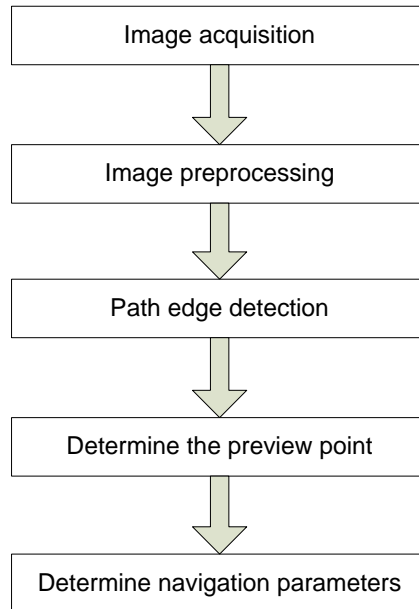 Image acquisition
Image preprocessing
Path edge detection
Determine the preview point
Determine navigation parameters